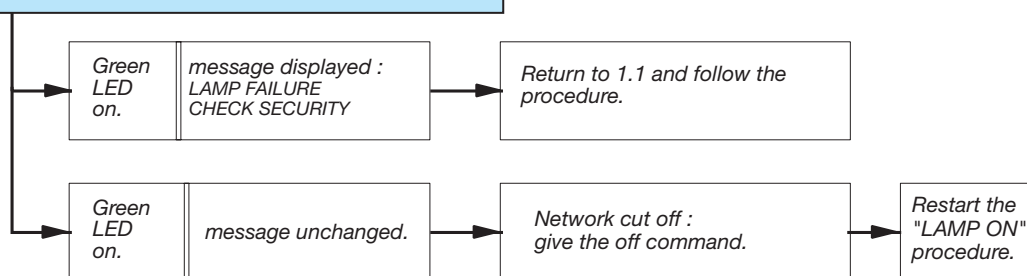 Green
LED
on.
message displayed :
LAMP FAILURE
CHECK SECURITY
Return to 1.1 and follow the
procedure.
Green
LED
on.
message unchanged.
Network cut off :
give the off command.
Restart the
"LAMP ON"
procedure.